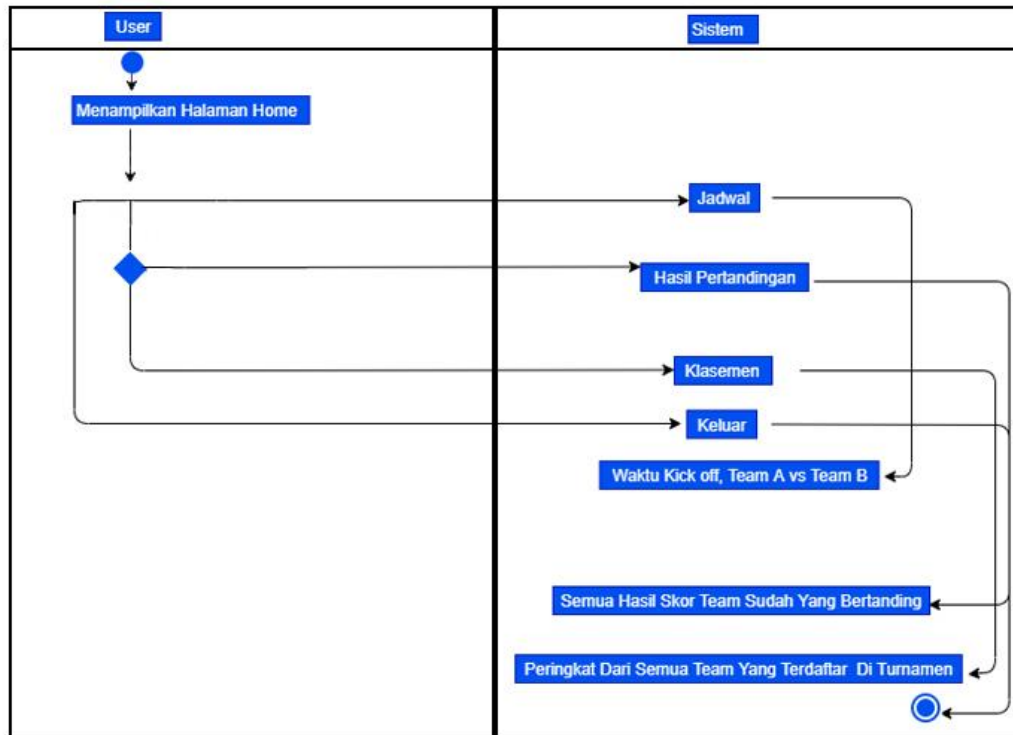 User
Sistem
Menampilkan Halaman Home
Jadwal
Hasil Pertandingan
Klasemen
Keluar
Waktu Kick off, Team A vs Team B
Semua Hasil Skor Team Sudah Yang Bertanding
Peringkat Dari Semua Team Yang Terdaftar Di Turnamen